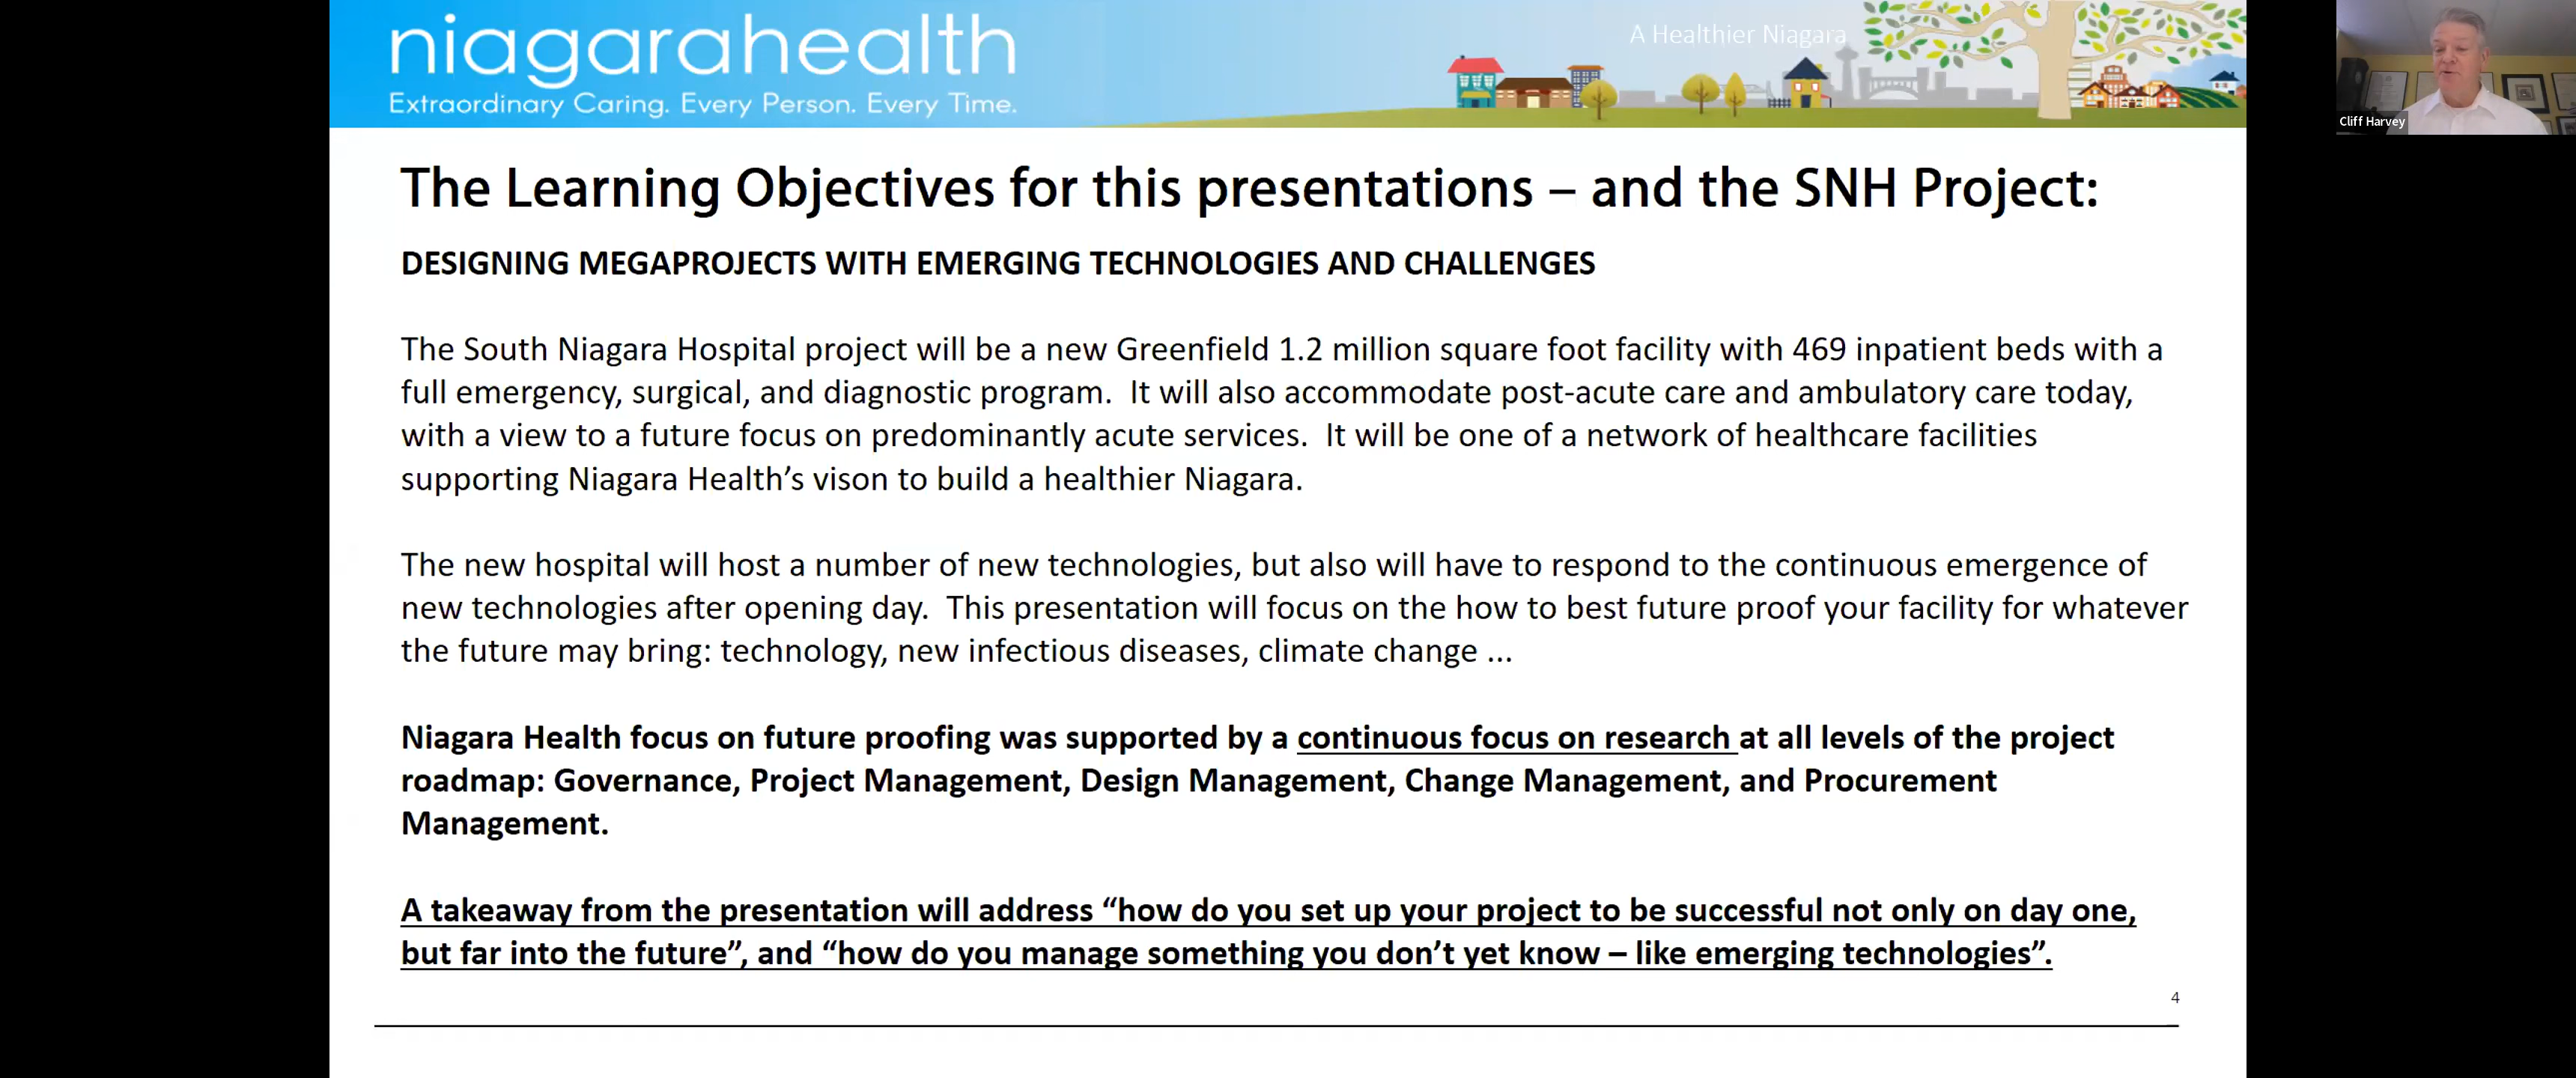 niagarahealth
Extraordinary Caring. Every Person. Every Time.
A Healthier Niagara
Cliff Harvey
The Learning Objectives for this presentations – and the SNH Project:
DESIGNING MEGAPROJECTS WITH EMERGING TECHNOLOGIES AND CHALLENGES
The South Niagara Hospital project will be a new Greenfield 1.2 million square foot facility with 469 inpatient beds with a
full emergency, surgical, and diagnostic program.  It will also accommodate post-acute care and ambulatory care today,
with a view to a future focus on predominantly acute services.  It will be one of a network of healthcare facilities
supporting Niagara Health’s vison to build a healthier Niagara.
The new hospital will host a number of new technologies, but also will have to respond to the continuous emergence of
new technologies after opening day.  This presentation will focus on the how to best future proof your facility for whatever
the future may bring: technology, new infectious diseases, climate change ...
Niagara Health focus on future proofing was supported by a continuous focus on research at all levels of the project
roadmap: Governance, Project Management, Design Management, Change Management, and Procurement
Management.
A takeaway from the presentation will address “how do you set up your project to be successful not only on day one,
but far into the future”, and “how do you manage something you don’t yet know – like emerging technologies”.
4